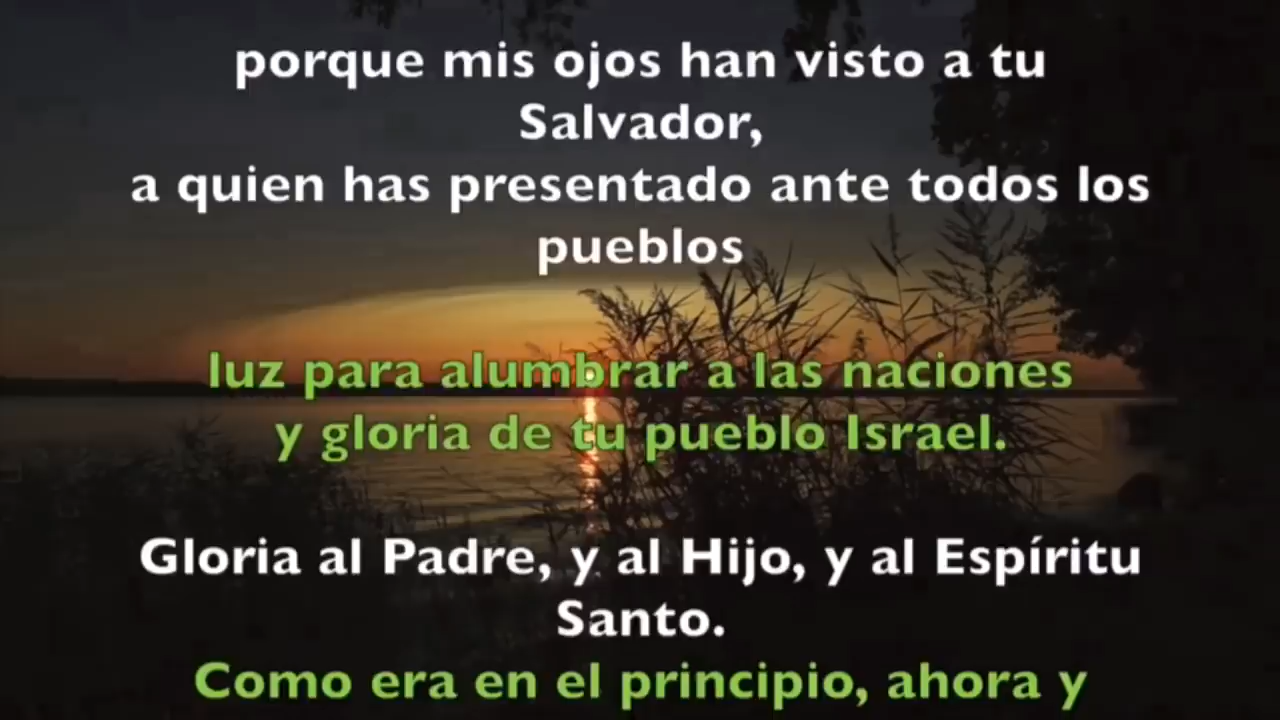 porque mis ojos han visto a tu
Salvador,
a quien has presentado ante todos los
pueblos
luz para alumbrar a las naciones
y gloria de tu pueblo Israel.
Gloria al Padre, y al Hijo, y al Espíritu
Santo.
Como era en el principio, ahora y